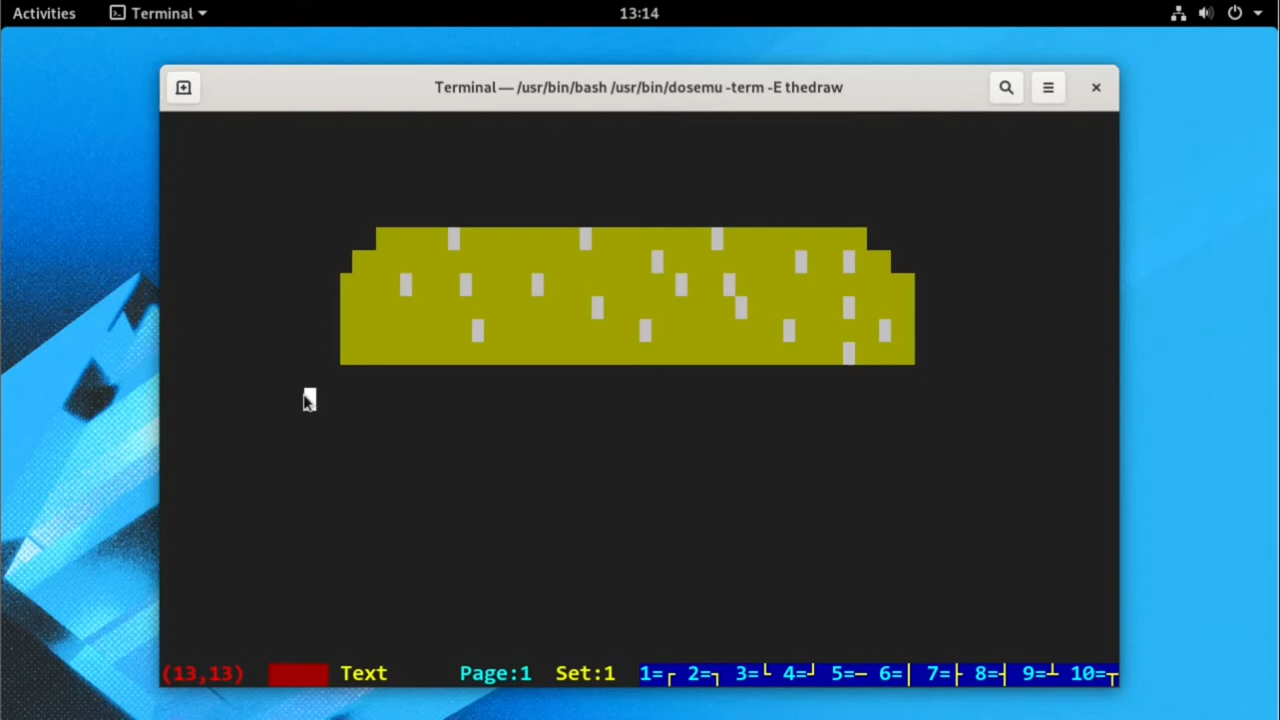 Activities Terminal 13:14
Terminal — /usr/bin/bash /usr/bin/dosemu -term -E thedraw
(13,13) Text Page:1 Set:1 1=┌ 2=┐ 3=└ 4=┘ 5=─ 6=│ 7=├ 8=┤ 9=┴ 10=┬